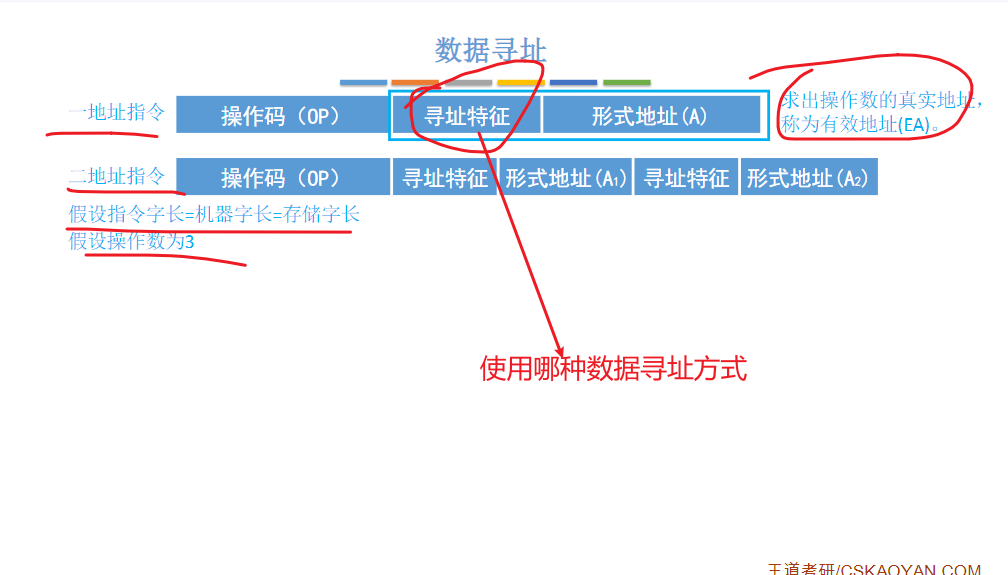 数据寻址
一地址指令 操作码（OP） 寻址特征 形式地址(A) 求出操作数的真实地址，
称为有效地址(EA)。
二地址指令 操作码（OP） 寻址特征 形式地址(A₁) 寻址特征 形式地址(A₂)
假设指令字长=机器字长=存储字长
假设操作数为3
使用哪种数据寻址方式
王道考研/CSKAOYAN.COM